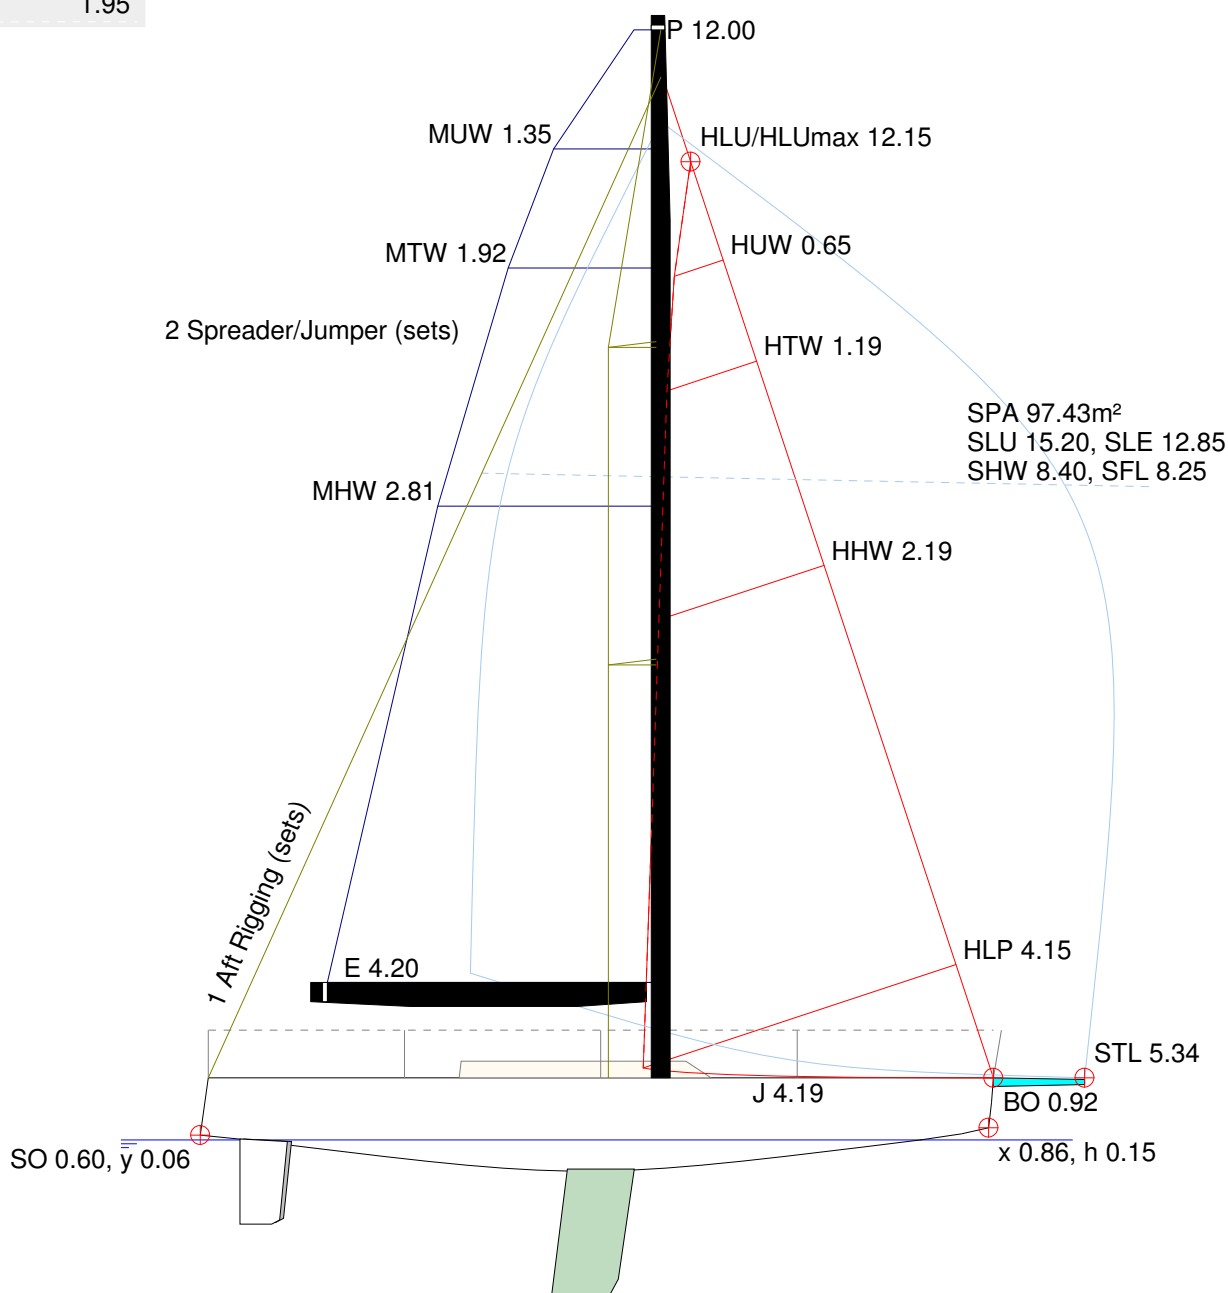 1.95
P 12.00
MUW 1.35
HLU/HLUmax 12.15
HUW 0.65
MTW 1.92
2 Spreader/Jumper (sets)
HTW 1.19
SPA 97.43m²
SLU 15.20, SLE 12.85
SHW 8.40, SFL 8.25
MHW 2.81
HHW 2.19
1 Aft Rigging (sets)
HLP 4.15
E 4.20
STL 5.34
J 4.19
BO 0.92
SO 0.60, y 0.06
x 0.86, h 0.15